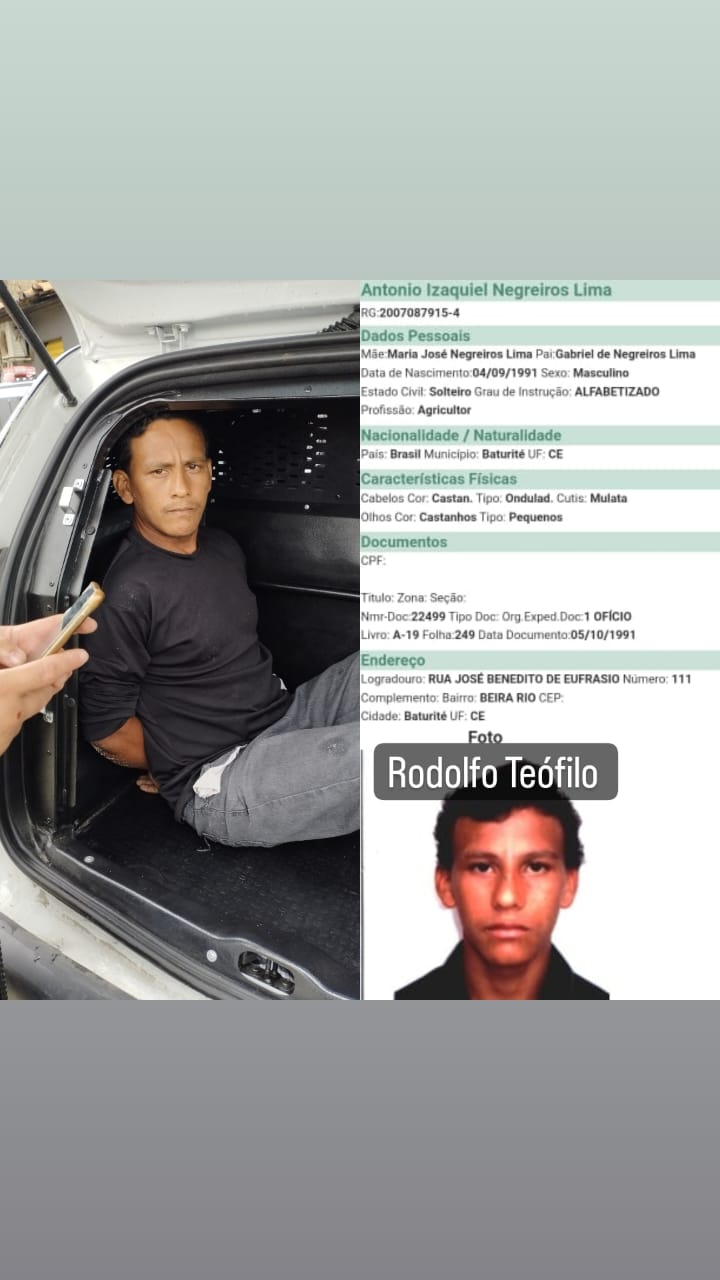 Antonio Izaquiel Negreiros Lima
RG:2007087915-4
Dados Pessoais
Mãe:Maria José Negreiros Lima Pai:Gabriel de Negreiros Lima
Data de Nascimento:04/09/1991 Sexo: Masculino
Estado Civil: Solteiro Grau de Instrução: ALFABETIZADO
Profissão: Agricultor
Nacionalidade / Naturalidade
País: Brasil Município: Baturité UF: CE
Características Físicas
Cabelos Cor: Castan. Tipo: Ondulad. Cutis: Mulata
Olhos Cor: Castanhos Tipo: Pequenos
Documentos
CPF:
Titulo: Zona: Seção:
Nmr-Doc:22499 Tipo Doc: Org.Exped.Doc:1 OFÍCIO
Livro: A-19 Folha:249 Data Documento:05/10/1991
Endereço
Logradouro: RUA JOSÉ BENEDITO DE EUFRASIO Número: 111
Complemento: Bairro: BEIRA RIO CEP:
Cidade: Baturité UF: CE
Foto
Rodolfo Teófilo